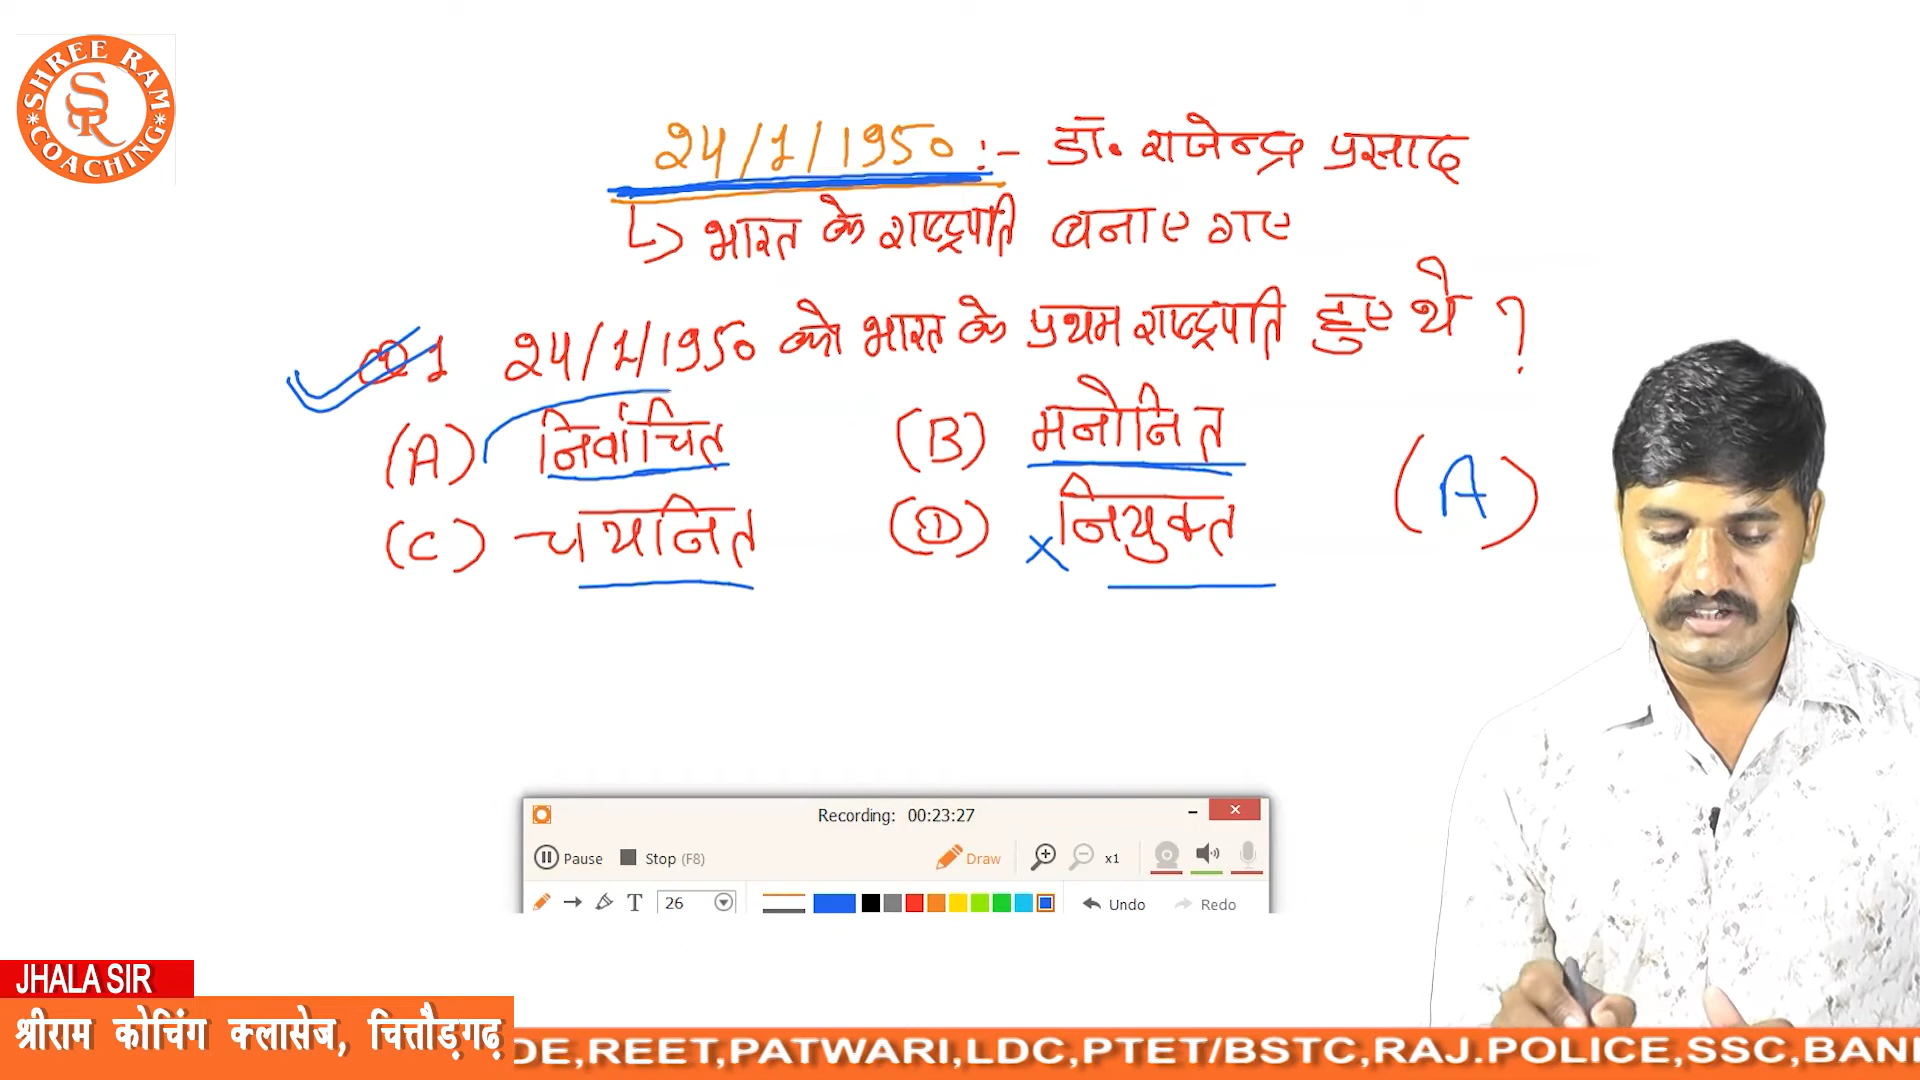 SHREE RAM
SR
COACHING
24/1/1950 :- डॉ. राजेन्द्र प्रसाद
↳ भारत के राष्ट्रपति बनाए गए
Q1 24/1/1950 को भारत के प्रथम राष्ट्रपति हुए थे ?
(A) निर्वाचित (B) मनोनित
(C) चयनित (D) नियुक्त
(A)
Recording: 00:23:27
Pause Stop (F8) Draw x1
T 26 Undo Redo
JHALA SIR
श्रीराम कोचिंग क्लासेज, चित्तौड़गढ़
DE,REET,PATWARI,LDC,PTET/BSTC,RAJ.POLICE,SSC,BAN